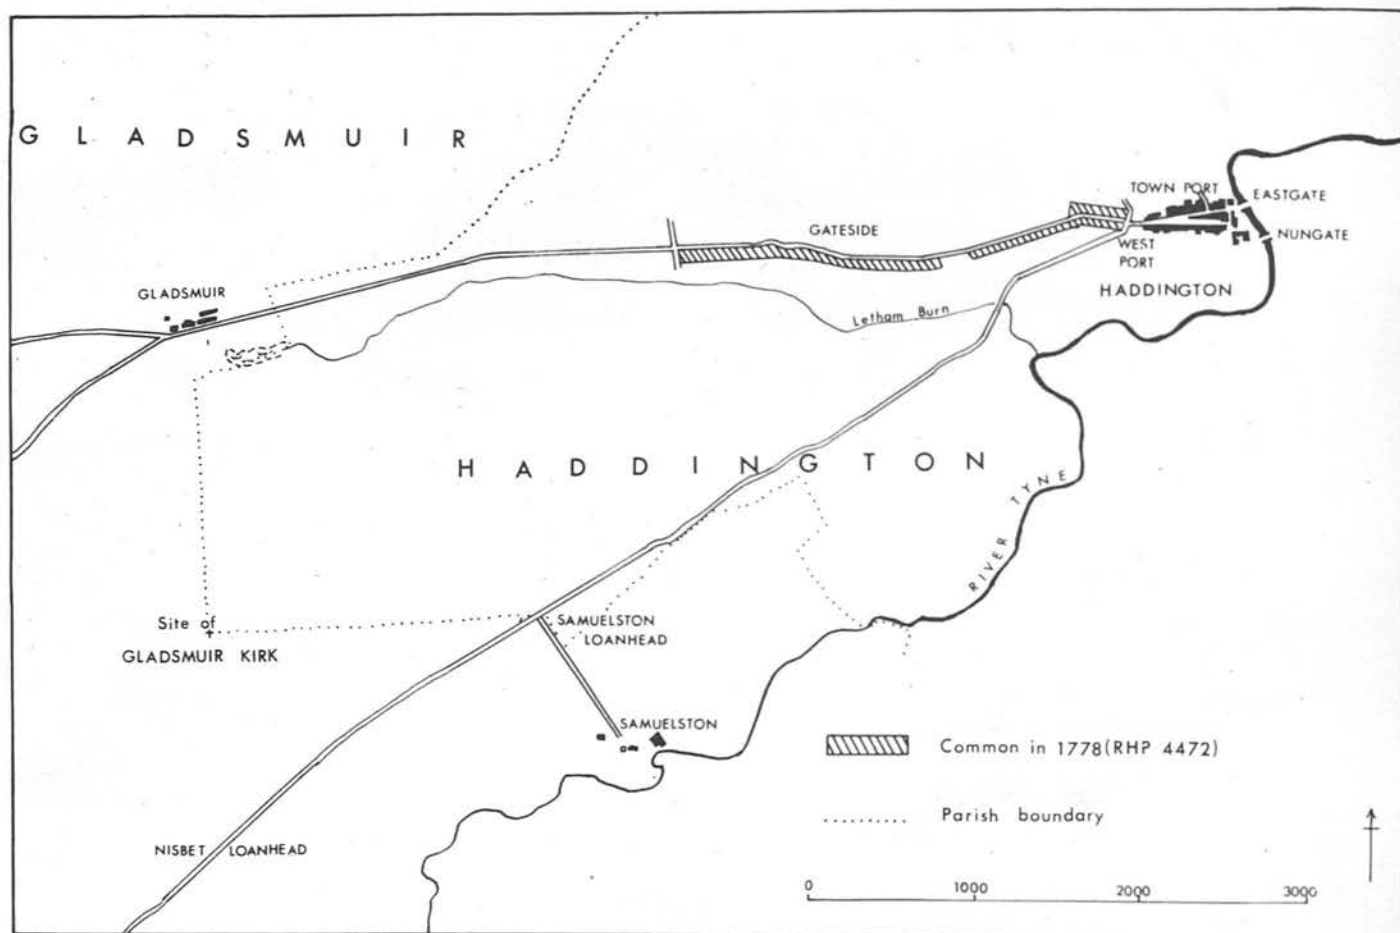 GLADSMUIR
TOWN PORT
EASTGATE
GATESIDE
NUNGATE
WEST
PORT
HADDINGTON
GLADSMUIR
Letham Burn
HADDINGTON
RIVER TYNE
Site of
GLADSMUIR KIRK
SAMUELSTON
LOANHEAD
SAMUELSTON
Common in 1778 (RHP 4472)
Parish boundary
NISBET LOANHEAD
0 1000 2000 3000